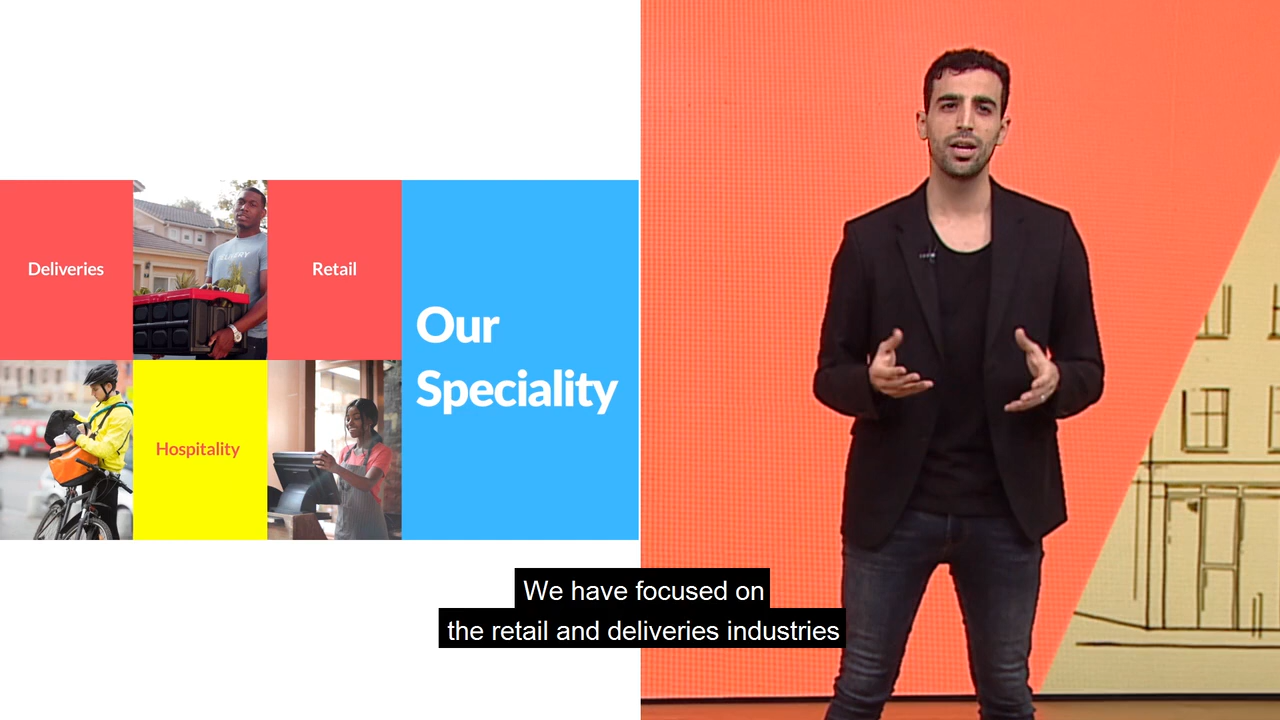 Deliveries
Retail
Hospitality
Our
Speciality
We have focused on
the retail and deliveries industries